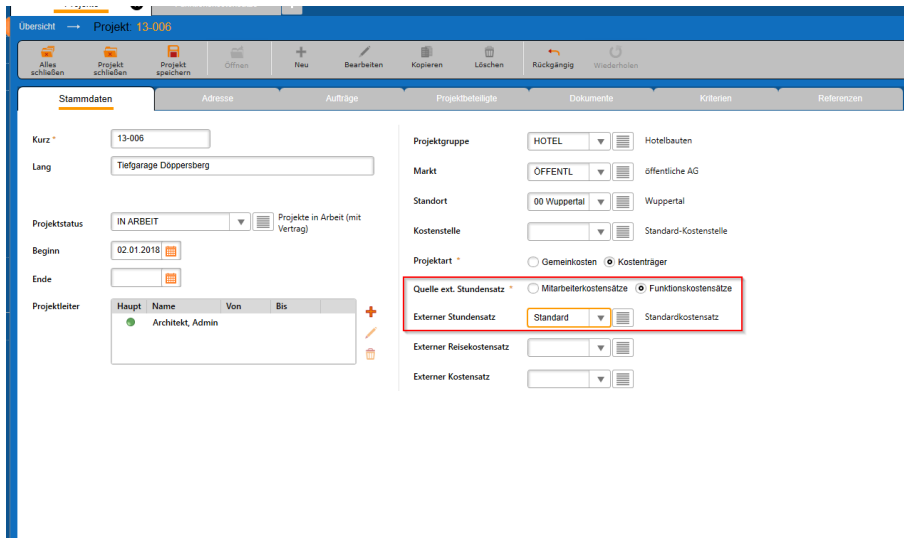 Projekte
Übersicht → Projekt: 13-006
Alles schließen
Projekt schließen
Projekt speichern
Öffnen
Neu
Bearbeiten
Kopieren
Löschen
Rückgängig
Wiederholen
Stammdaten
Adresse
Aufträge
Projektbeteiligte
Dokumente
Kriterien
Referenzen
Kurz * 13-006
Lang Tiefgarage Döppersberg
Projektstatus IN ARBEIT Projekte in Arbeit (mit
Vertrag)
Beginn 02.01.2018
Ende
Projektleiter Haupt Name Von Bis
Architekt, Admin
Projektgruppe HOTEL Hotelbauten
Markt ÖFFENTL öffentliche AG
Standort 00 Wuppertal Wuppertal
Kostenstelle Standard-Kostenstelle
Projektart * Gemeinkosten Kostenträger
Quelle ext. Stundensatz * Mitarbeiterkostensätze Funktionskostensätze
Externer Stundensatz Standard Standardkostensatz
Externer Reisekostensatz
Externer Kostensatz